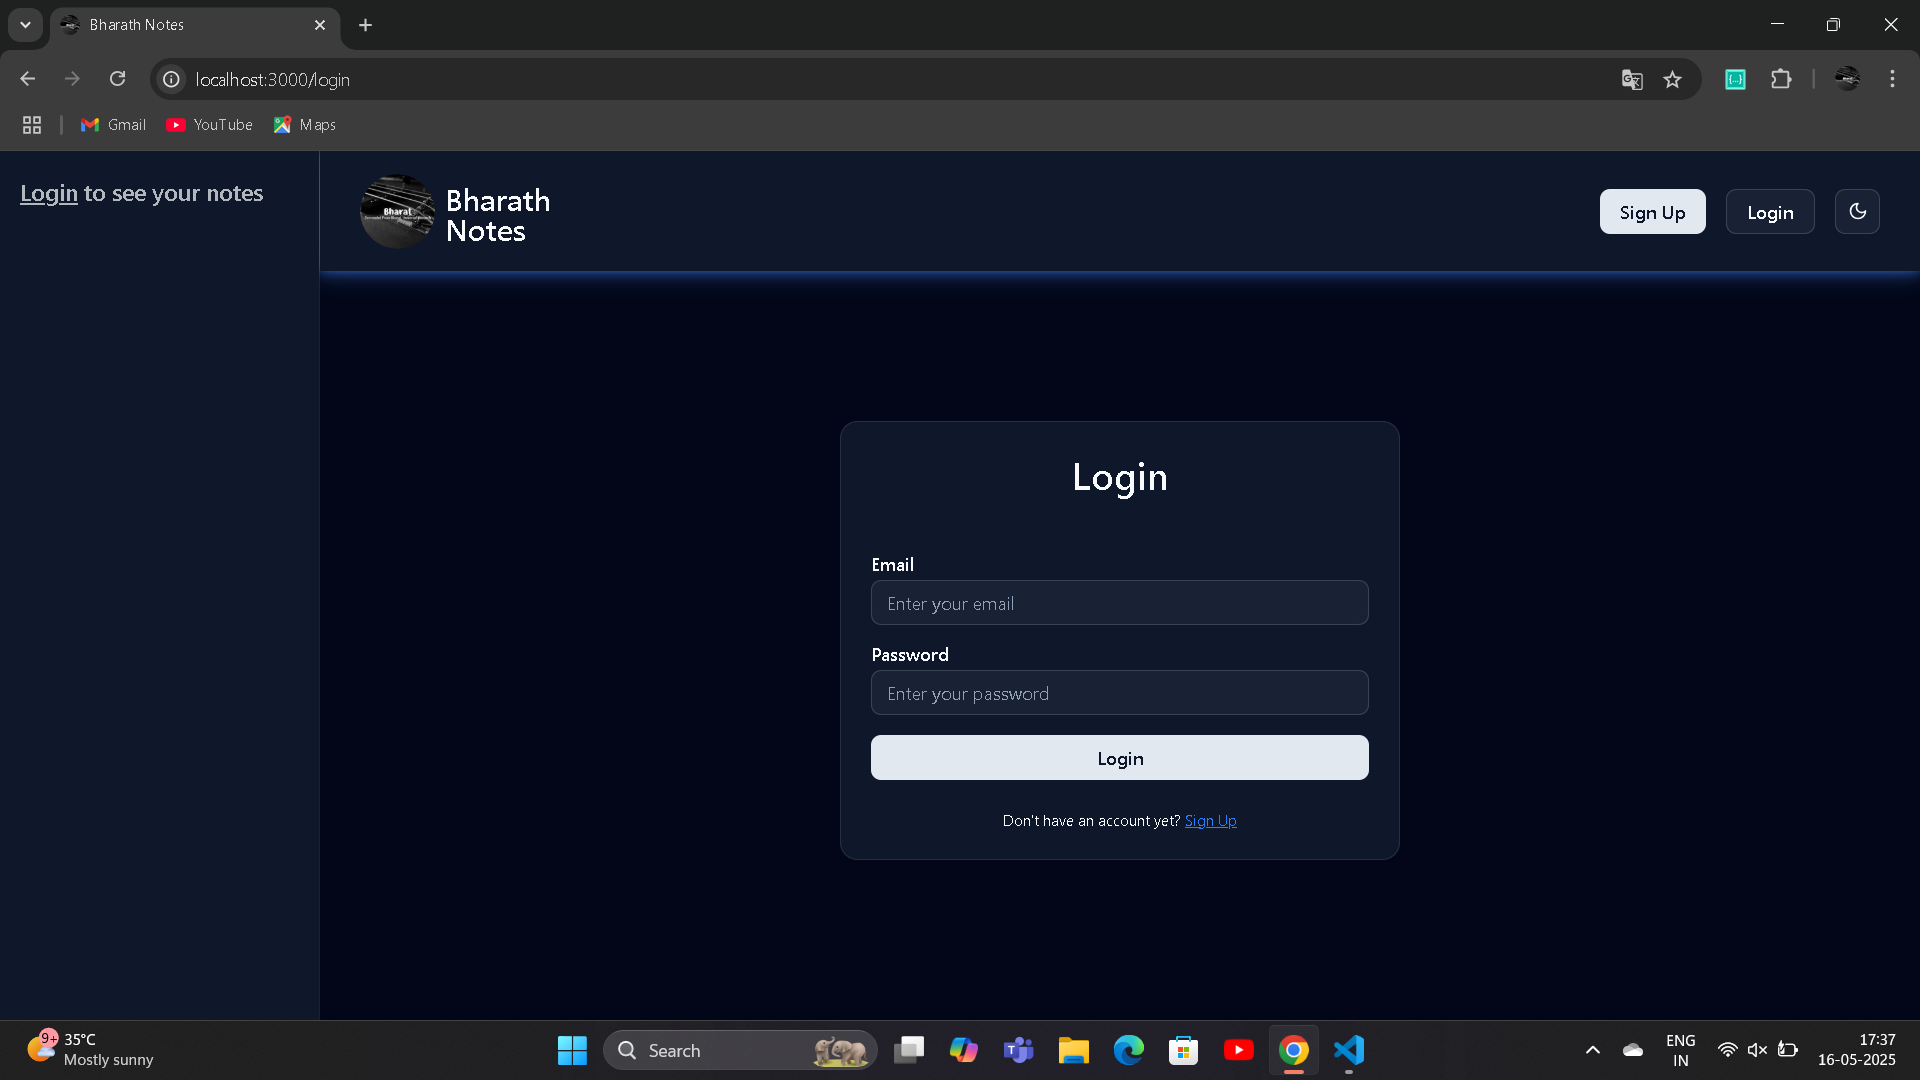 Bharath Notes
localhost:3000/login
Gmail
YouTube
Maps
Login to see your notes
Bharat
Bharath
Notes
Sign Up
Login
Login
Email
Enter your email
Password
Enter your password
Login
Don't have an account yet? Sign Up
9+
35°C
Mostly sunny
Search
ENG
IN
17:37
16-05-2025